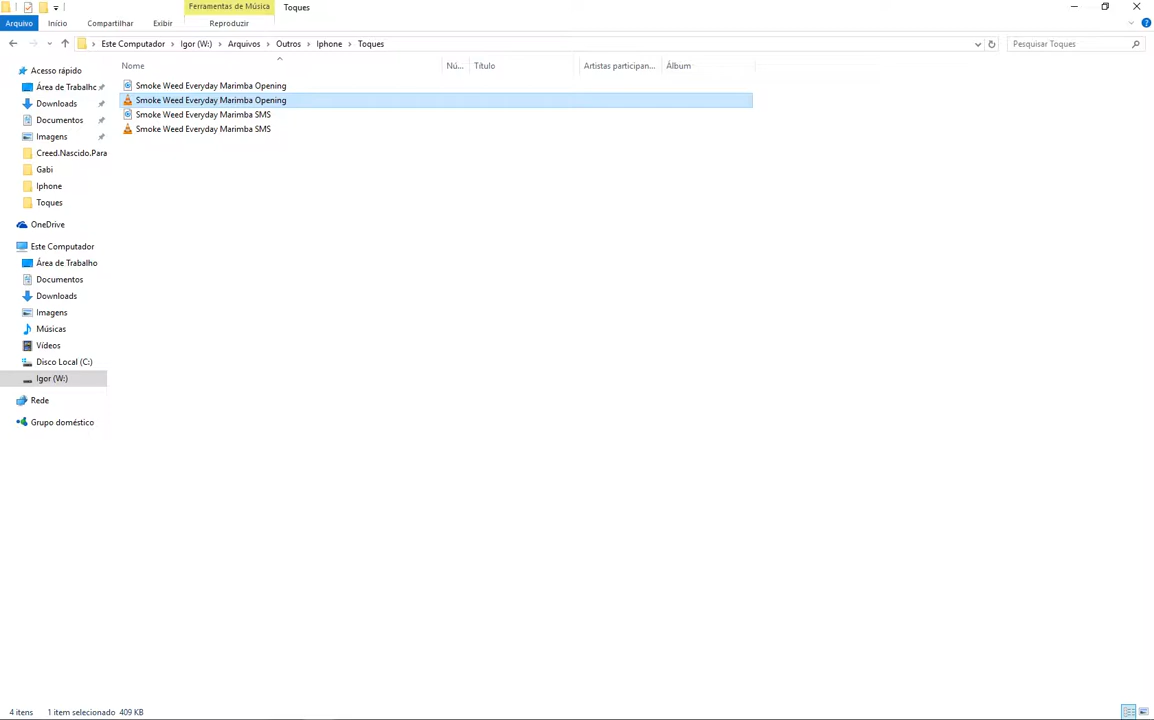 Ferramentas de Música Toques
Arquivo Início Compartilhar Exibir Reproduzir
Este Computador Igor (W:) Arquivos Outros Iphone Toques Pesquisar Toques
Nome Nú... Título Artistas participan... Álbum
Acesso rápido
Área de Trabalhc
Downloads
Documentos
Imagens
Creed.Nascido.Para
Gabi
Iphone
Toques
OneDrive
Este Computador
Área de Trabalho
Documentos
Downloads
Imagens
Músicas
Vídeos
Disco Local (C:)
Igor (W:)
Rede
Grupo doméstico
Smoke Weed Everyday Marimba Opening
Smoke Weed Everyday Marimba Opening
Smoke Weed Everyday Marimba SMS
Smoke Weed Everyday Marimba SMS
4 itens 1 item selecionado 409 KB